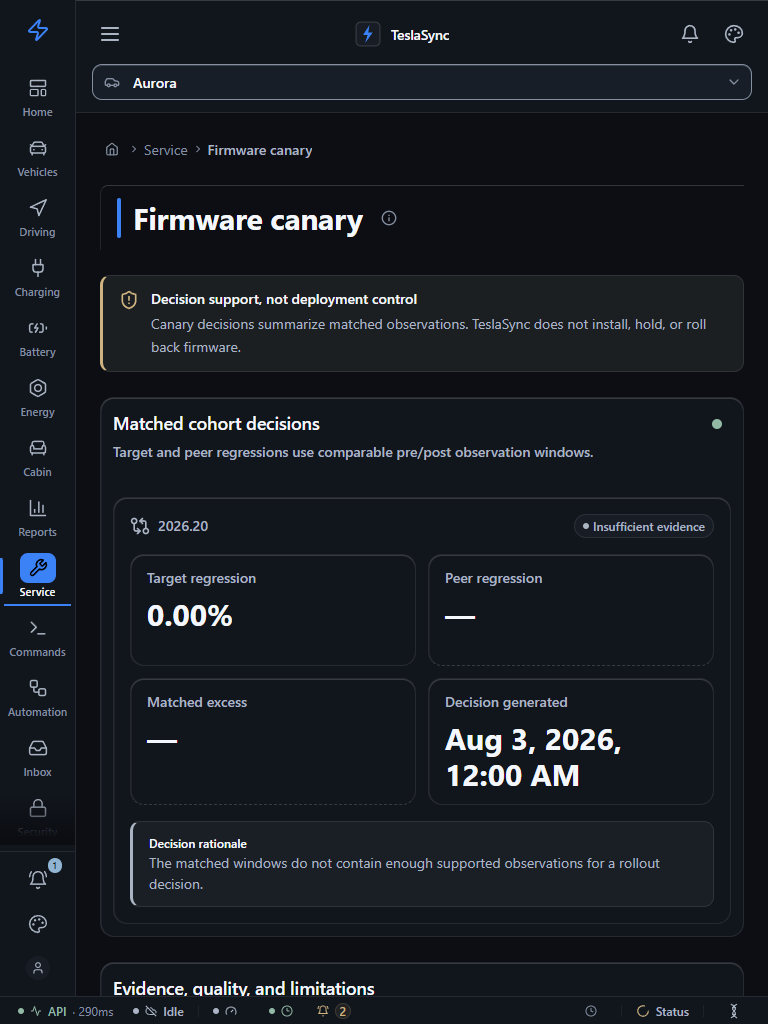 TeslaSync
Aurora
Home
Vehicles
Driving
Charging
Battery
Energy
Cabin
Reports
Service
Commands
Automation
Inbox
Security
1
Service
Firmware canary
Firmware canary
Decision support, not deployment control
Canary decisions summarize matched observations. TeslaSync does not install, hold, or roll
back firmware.
Matched cohort decisions
Target and peer regressions use comparable pre/post observation windows.
2026.20
Insufficient evidence
Target regression
0.00%
Peer regression
—
Matched excess
—
Decision generated
Aug 3, 2026,
12:00 AM
Decision rationale
The matched windows do not contain enough supported observations for a rollout
decision.
Evidence, quality, and limitations
API · 290ms
Idle
2
Status